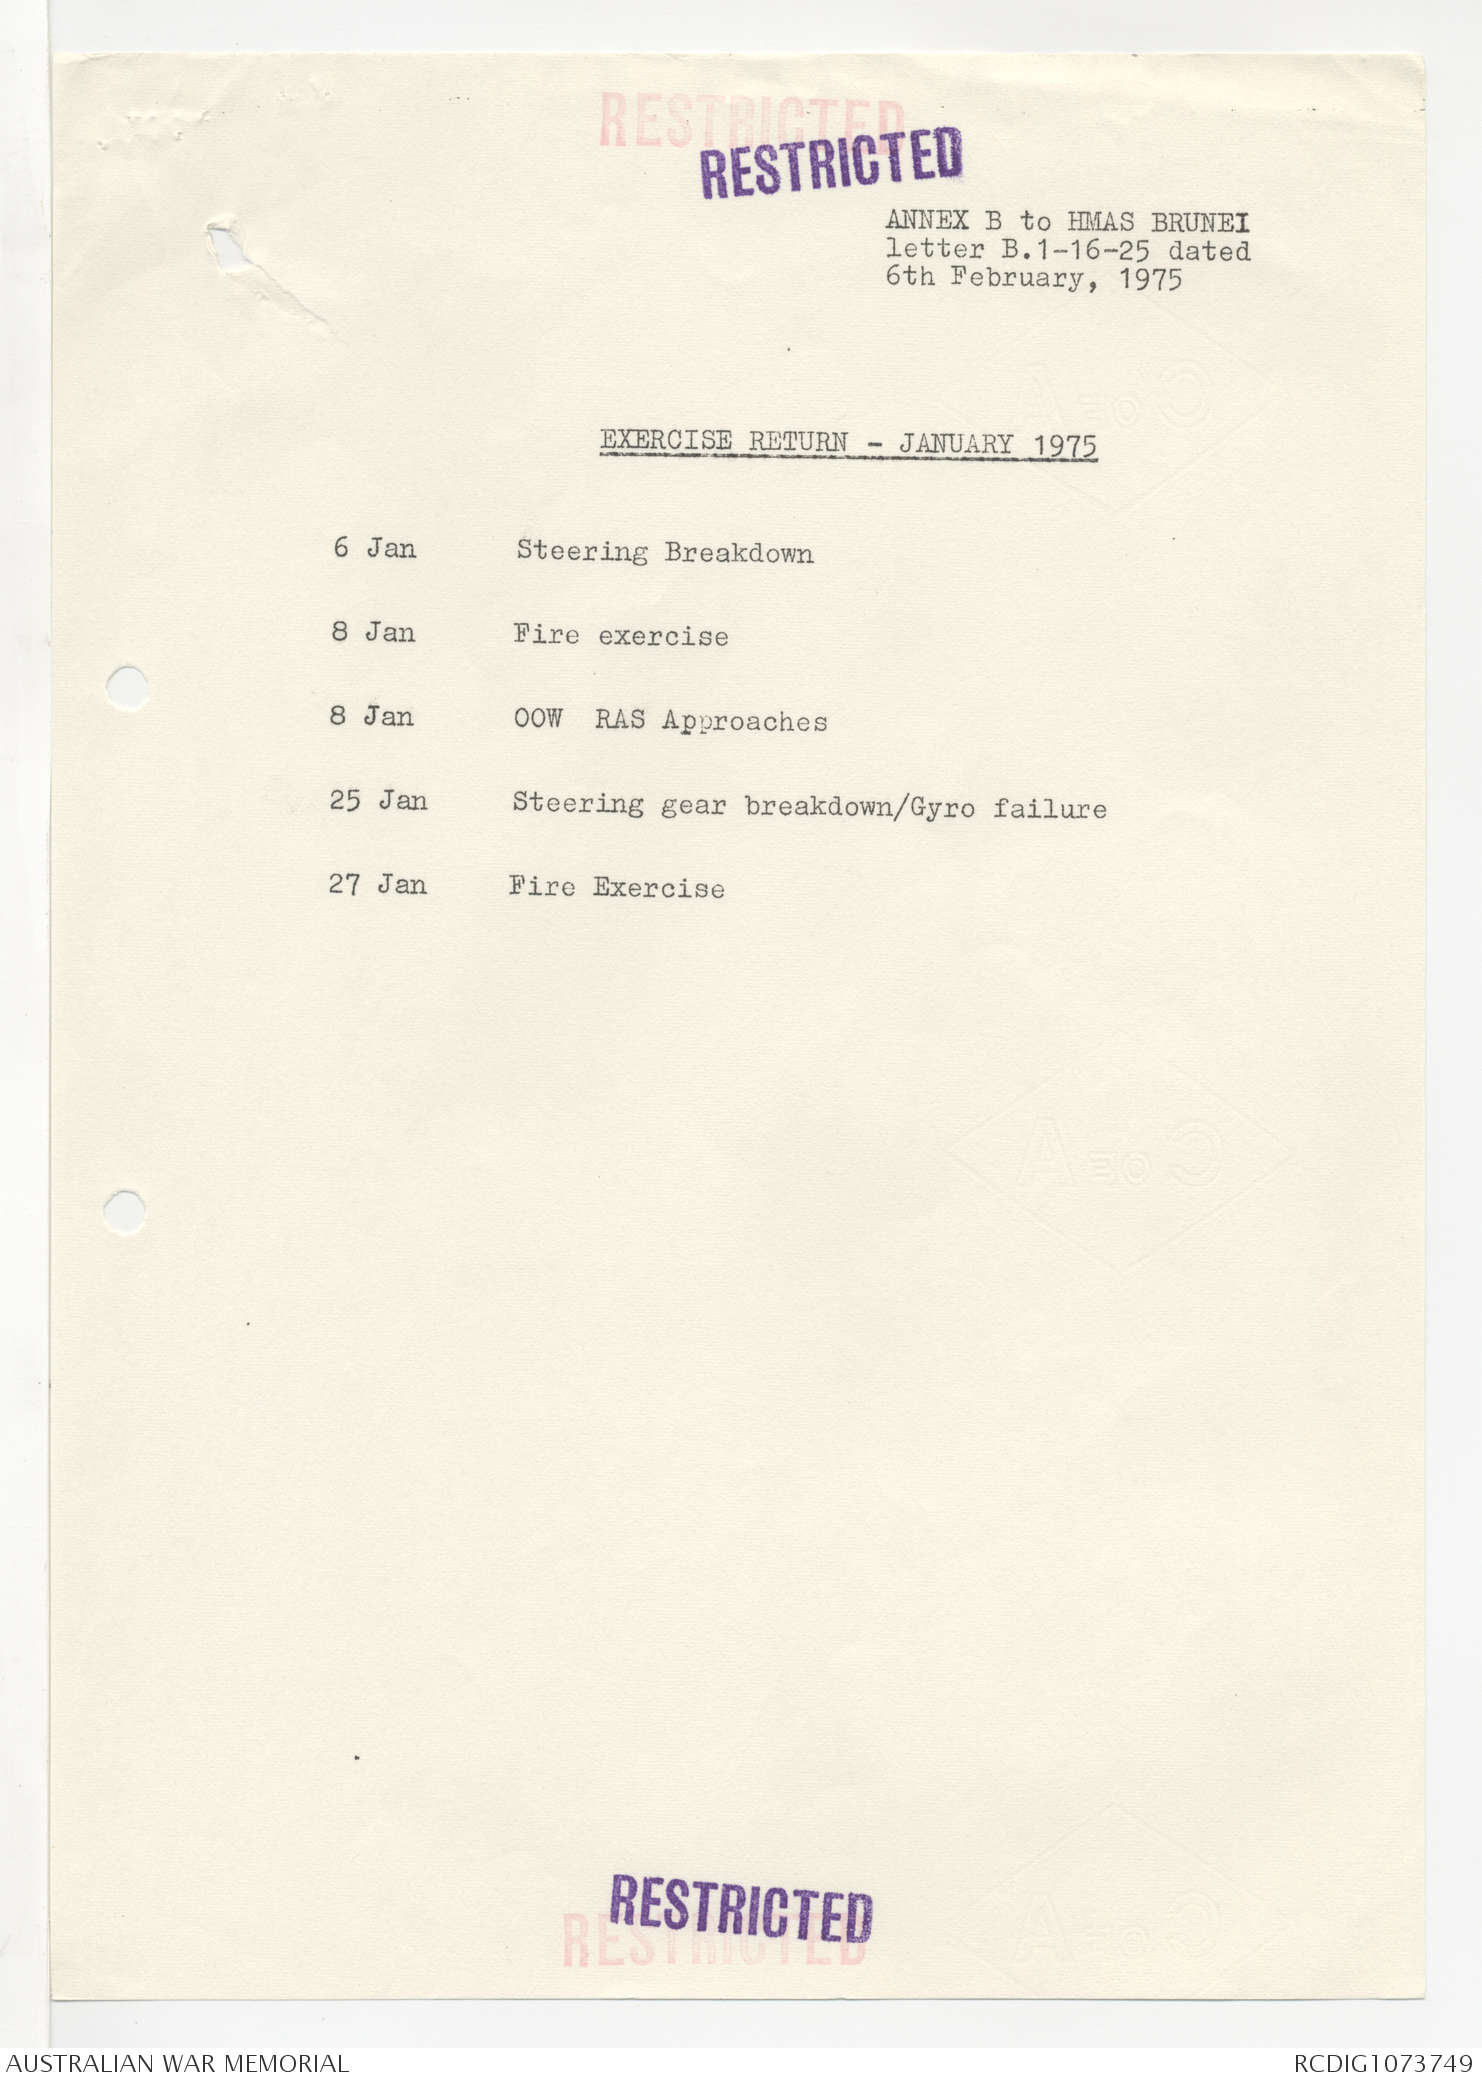 RESTRICTED
RESTRICTED
ANNEX B to HMAS BRUNEI
letter B.1-16-25 dated
6th February, 1975
EXERCISE RETURN - JANUARY 1975
6 Jan Steering Breakdown
8 Jan Fire exercise
8 Jan OOW RAS Approaches
25 Jan Steering gear breakdown/Gyro failure
27 Jan Fire Exercise
C OF A
C OF A
RESTRICTED
RESTRICTED
AUSTRALIAN WAR MEMORIAL RCDIG1073749